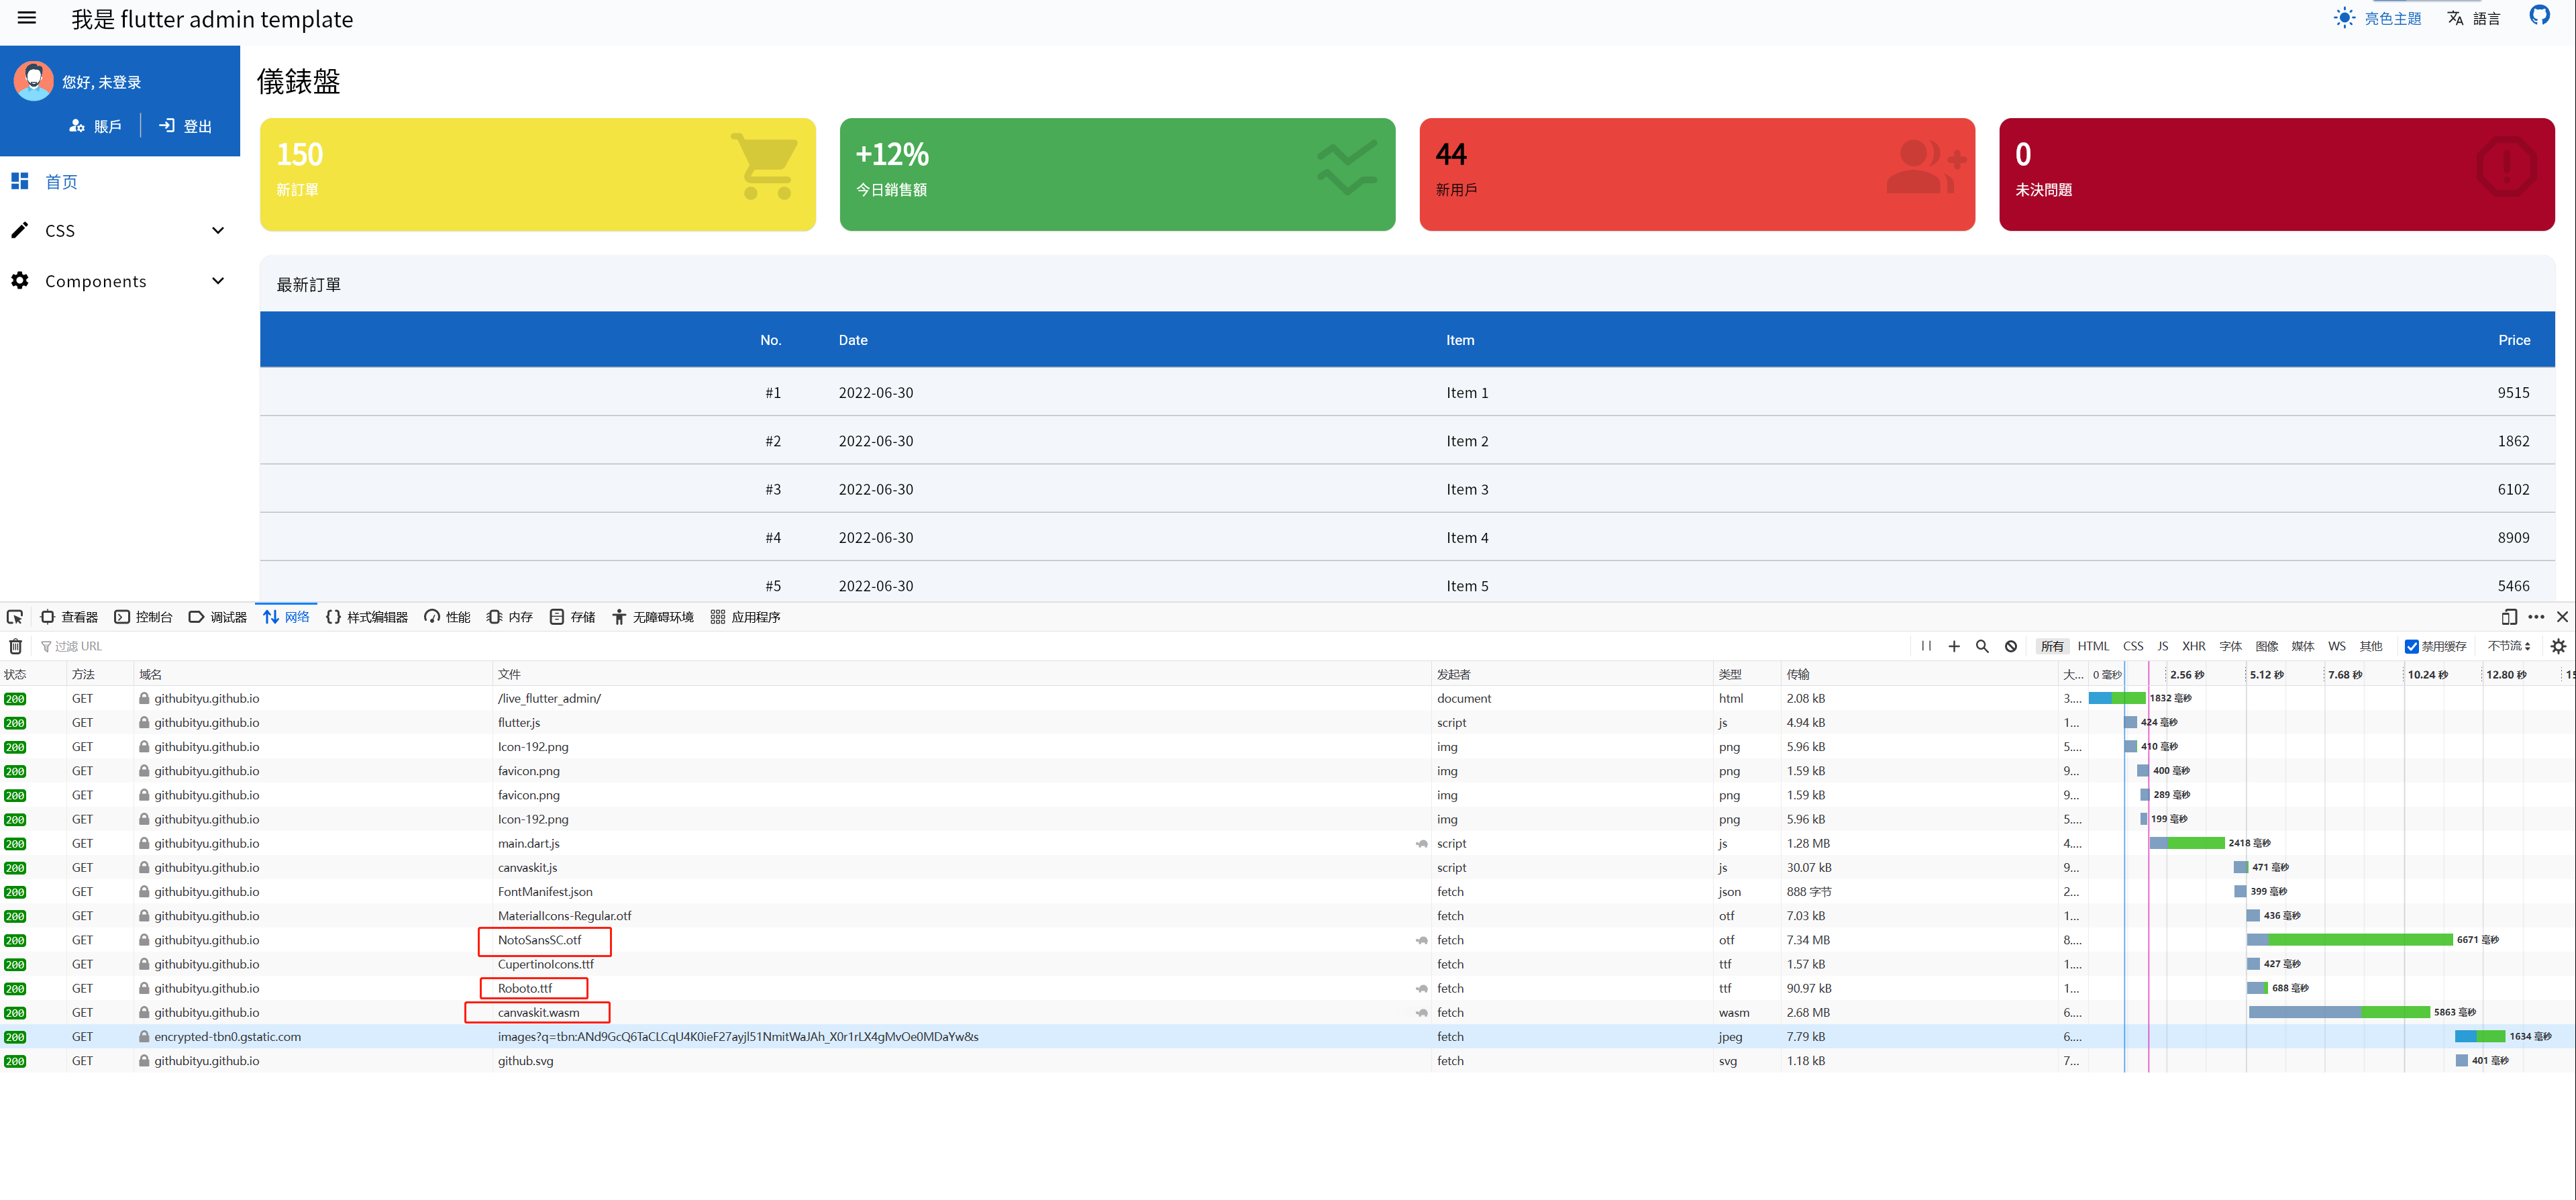 我是 flutter admin template
亮色主題 語言
您好, 未登录
賬戶 登出
首页
CSS
Components
儀錶盤
150
新訂單
+12%
今日銷售額
44
新用戶
0
未決問題
最新訂單
No. Date Item Price
#1 2022-06-30 Item 1 9515
#2 2022-06-30 Item 2 1862
#3 2022-06-30 Item 3 6102
#4 2022-06-30 Item 4 8909
#5 2022-06-30 Item 5 5466
查看器 控制台 调试器 网络 样式编辑器 性能 内存 存储 无障碍环境 应用程序
过滤 URL
所有 HTML CSS JS XHR 字体 图像 媒体 WS 其他 禁用缓存 不节流
状态 方法 域名 文件 发起者 类型 传输 大... 0 毫秒 2.56 秒 5.12 秒 7.68 秒 10.24 秒 12.80 秒 15
200 GET githubityu.github.io /live_flutter_admin/ document html 2.08 kB 3.... 1832 毫秒
200 GET githubityu.github.io flutter.js script js 4.94 kB 1... 424 毫秒
200 GET githubityu.github.io Icon-192.png img png 5.96 kB 5.... 410 毫秒
200 GET githubityu.github.io favicon.png img png 1.59 kB 9... 400 毫秒
200 GET githubityu.github.io favicon.png img png 1.59 kB 9... 289 毫秒
200 GET githubityu.github.io Icon-192.png img png 5.96 kB 5.... 199 毫秒
200 GET githubityu.github.io main.dart.js script js 1.28 MB 4.... 2418 毫秒
200 GET githubityu.github.io canvaskit.js script js 30.07 kB 9... 471 毫秒
200 GET githubityu.github.io FontManifest.json fetch json 888 字节 2... 399 毫秒
200 GET githubityu.github.io MaterialIcons-Regular.otf fetch otf 7.03 kB 1... 436 毫秒
200 GET githubityu.github.io NotoSansSC.otf fetch otf 7.34 MB 8.... 6671 毫秒
200 GET githubityu.github.io CupertinoIcons.ttf fetch ttf 1.57 kB 1.... 427 毫秒
200 GET githubityu.github.io Roboto.ttf fetch ttf 90.97 kB 1... 688 毫秒
200 GET githubityu.github.io canvaskit.wasm fetch wasm 2.68 MB 6.... 5863 毫秒
200 GET encrypted-tbn0.gstatic.com images?q=tbn:ANd9GcQ6TaCLCqU4K0ieF27ayjl51NmitWaJAh_X0r1rLX4gMvOe0MDaYw&s fetch jpeg 7.79 kB 6.... 1634 毫秒
200 GET githubityu.github.io github.svg fetch svg 1.18 kB 7... 401 毫秒